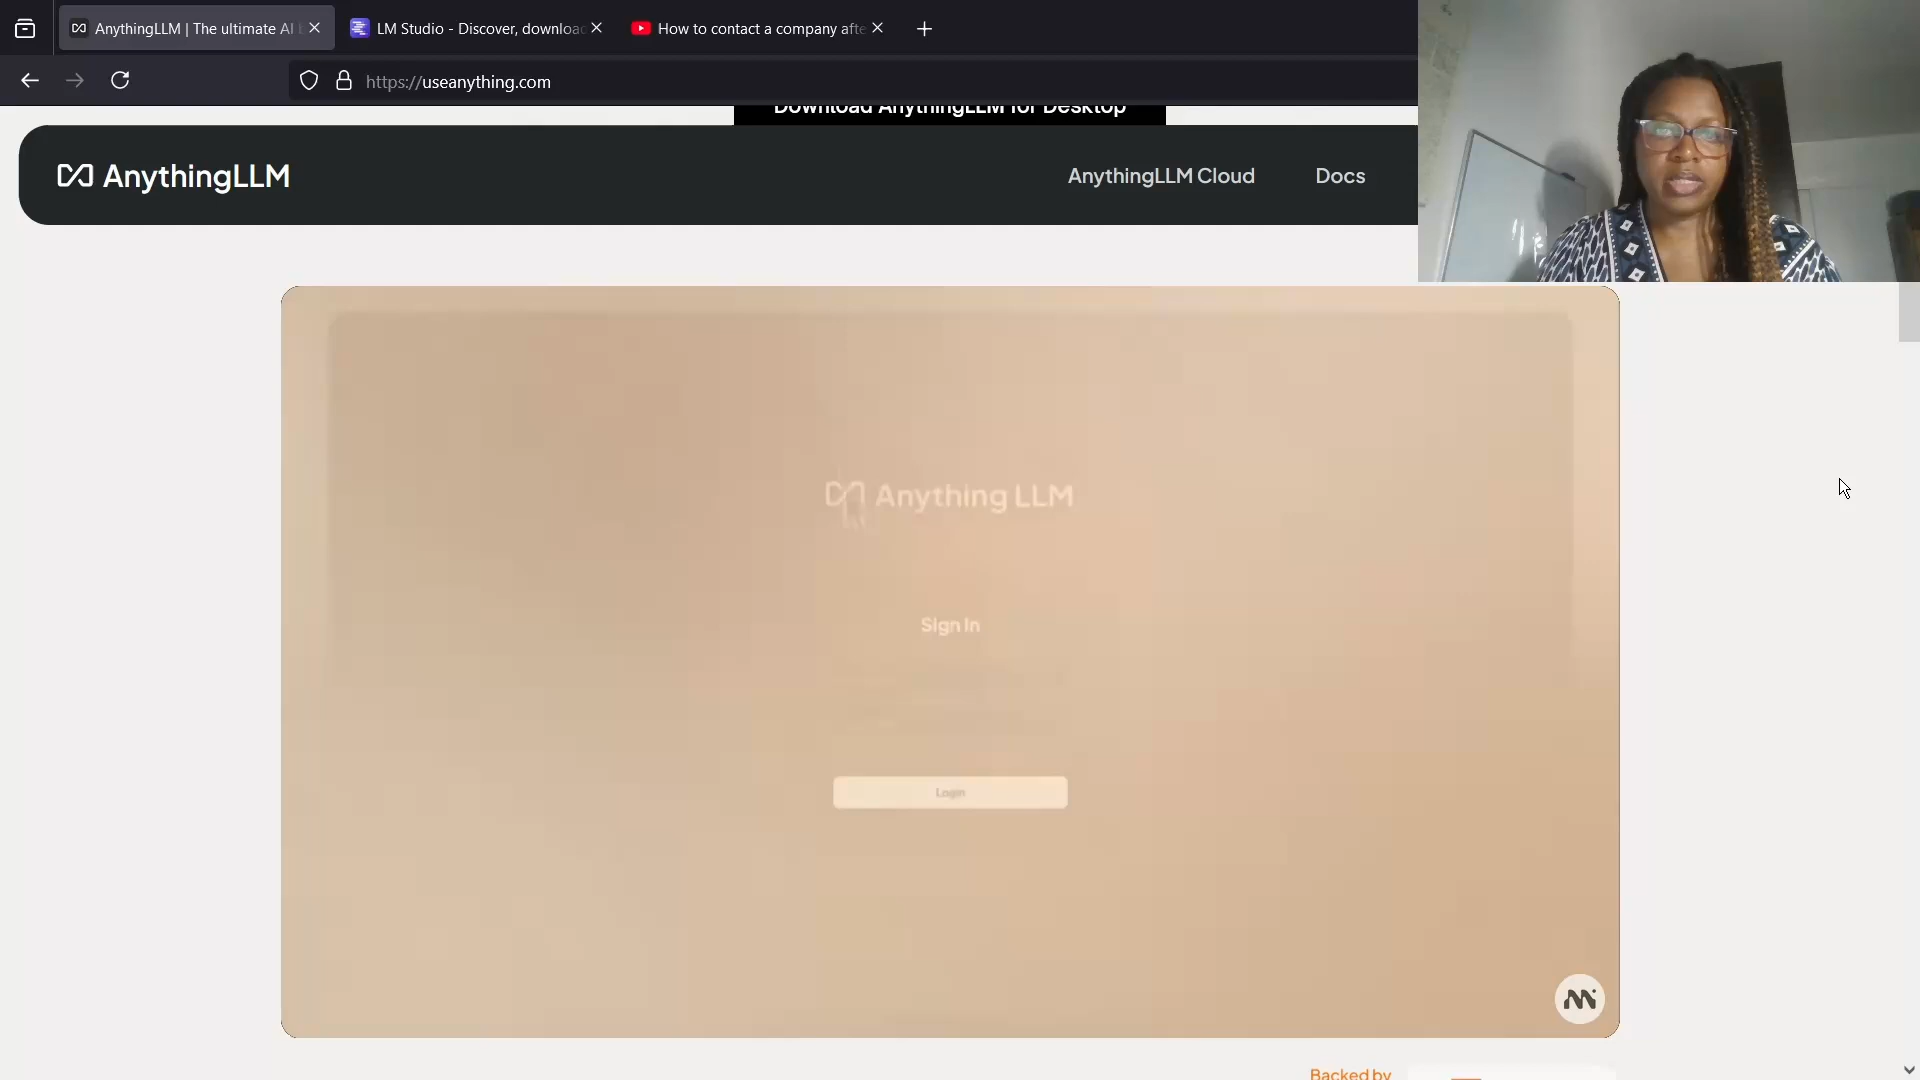 AnythingLLM | The ultimate AI
LM Studio - Discover, downloa
How to contact a company afte
https://useanything.com
Download AnythingLLM for Desktop
AnythingLLM
AnythingLLM Cloud
Docs
Anything LLM
Sign In
Login
Backed by